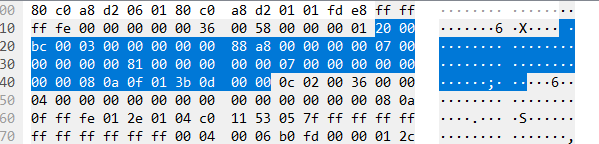 00 80 c0 a8 d2 06 01 80 c0 a8 d2 01 01 fd e8 ff ff ········ ········
10 ff fe 00 00 00 00 36 00 58 00 00 00 00 01 20 00 ······6· X····· ·
20 bc 00 03 00 00 00 00 00 88 a8 00 00 00 00 07 00 ········ ········
30 00 00 00 00 81 00 00 00 00 00 07 00 00 00 00 00 ········ ········
40 00 00 08 0a 0f 01 3b 0d 00 00 0c 02 00 36 00 00 ······;· ·····6··
50 04 00 00 00 00 00 00 00 00 00 00 00 00 00 08 0a ········ ········
60 0f ff fe 01 2e 01 04 c0 11 53 05 7f ff ff ff ff ····.··· ·S······
70 ff ff ff ff ff ff 00 04 00 06 b0 fd 00 00 01 2c ········ ·······,